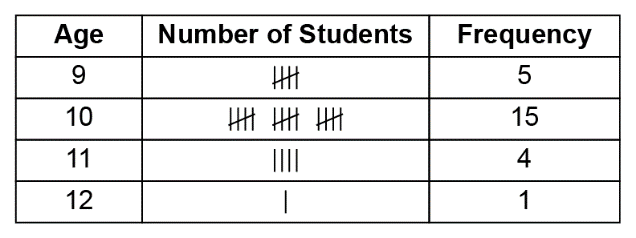 Age Number of Students Frequency
9 𝍸 5
10 𝍸 𝍸 𝍸 15
11 |||| 4
12 | 1